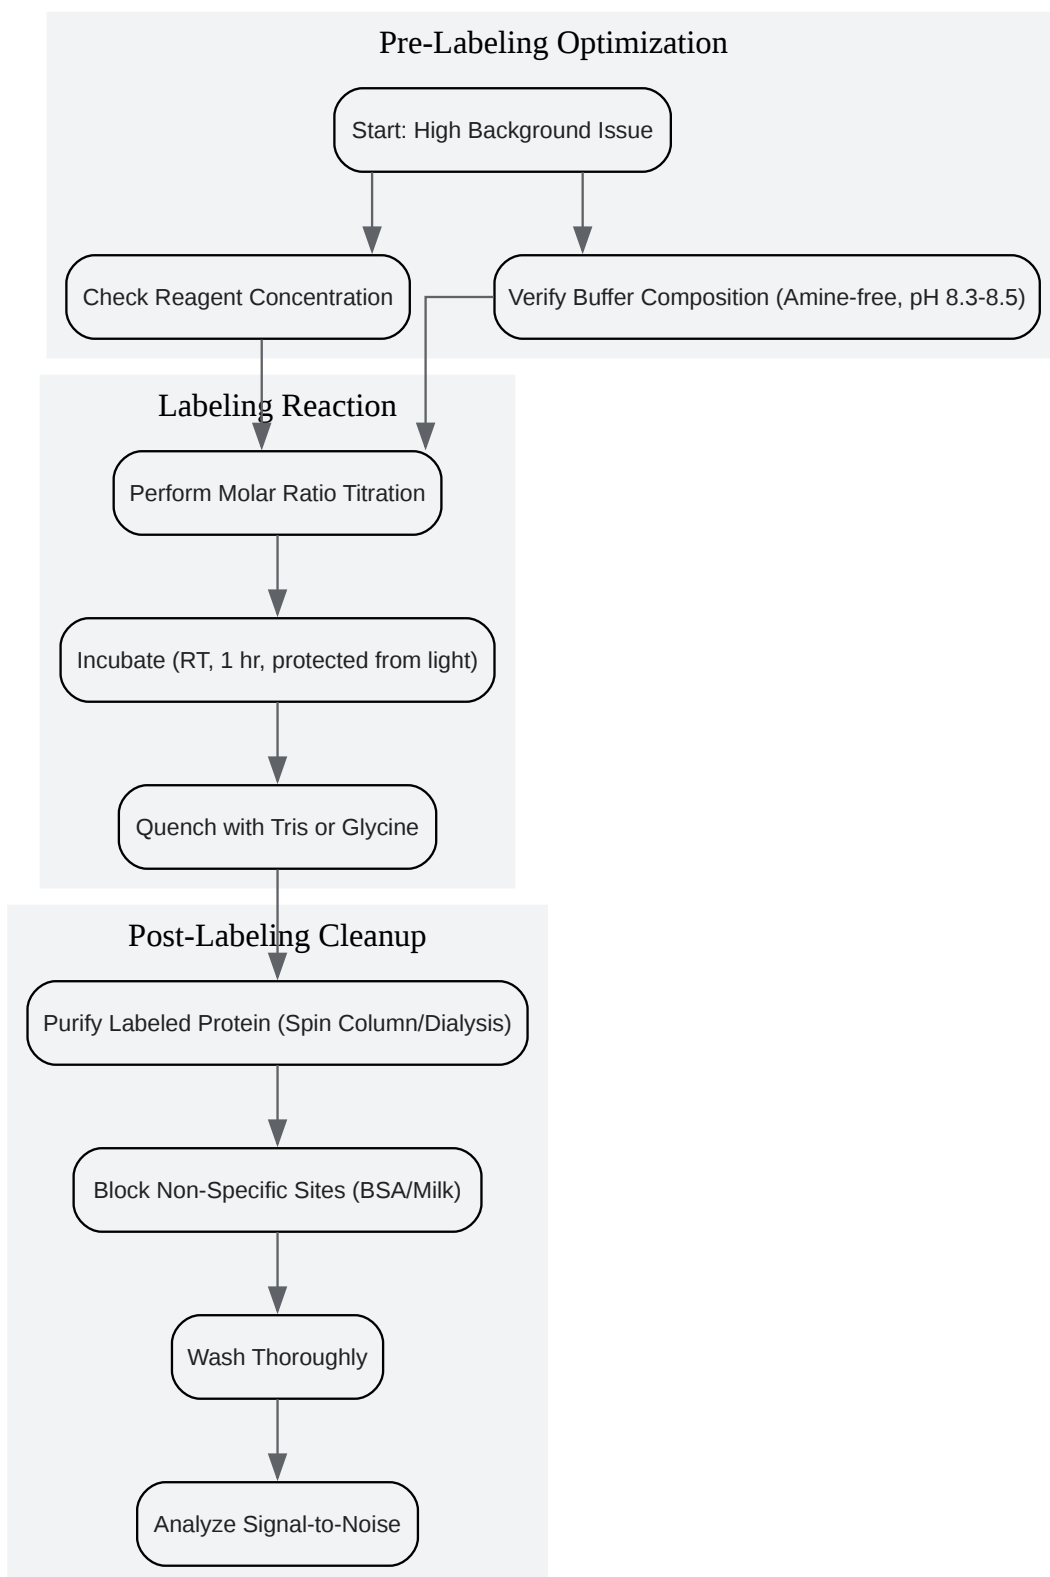 Pre-Labeling Optimization
Start: High Background Issue
Check Reagent Concentration
Verify Buffer Composition (Amine-free, pH 8.3-8.5)
Labeling Reaction
Perform Molar Ratio Titration
Incubate (RT, 1 hr, protected from light)
Quench with Tris or Glycine
Post-Labeling Cleanup
Purify Labeled Protein (Spin Column/Dialysis)
Block Non-Specific Sites (BSA/Milk)
Wash Thoroughly
Analyze Signal-to-Noise